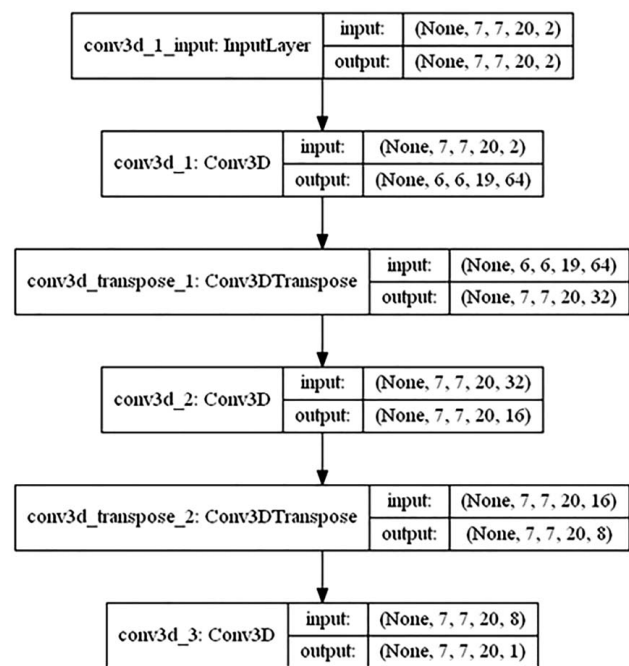 conv3d_1_input: InputLayer
input: (None, 7, 7, 20, 2)
output: (None, 7, 7, 20, 2)
conv3d_1: Conv3D
input: (None, 7, 7, 20, 2)
output: (None, 6, 6, 19, 64)
conv3d_transpose_1: Conv3DTranspose
input: (None, 6, 6, 19, 64)
output: (None, 7, 7, 20, 32)
conv3d_2: Conv3D
input: (None, 7, 7, 20, 32)
output: (None, 7, 7, 20, 16)
conv3d_transpose_2: Conv3DTranspose
input: (None, 7, 7, 20, 16)
output: (None, 7, 7, 20, 8)
conv3d_3: Conv3D
input: (None, 7, 7, 20, 8)
output: (None, 7, 7, 20, 1)